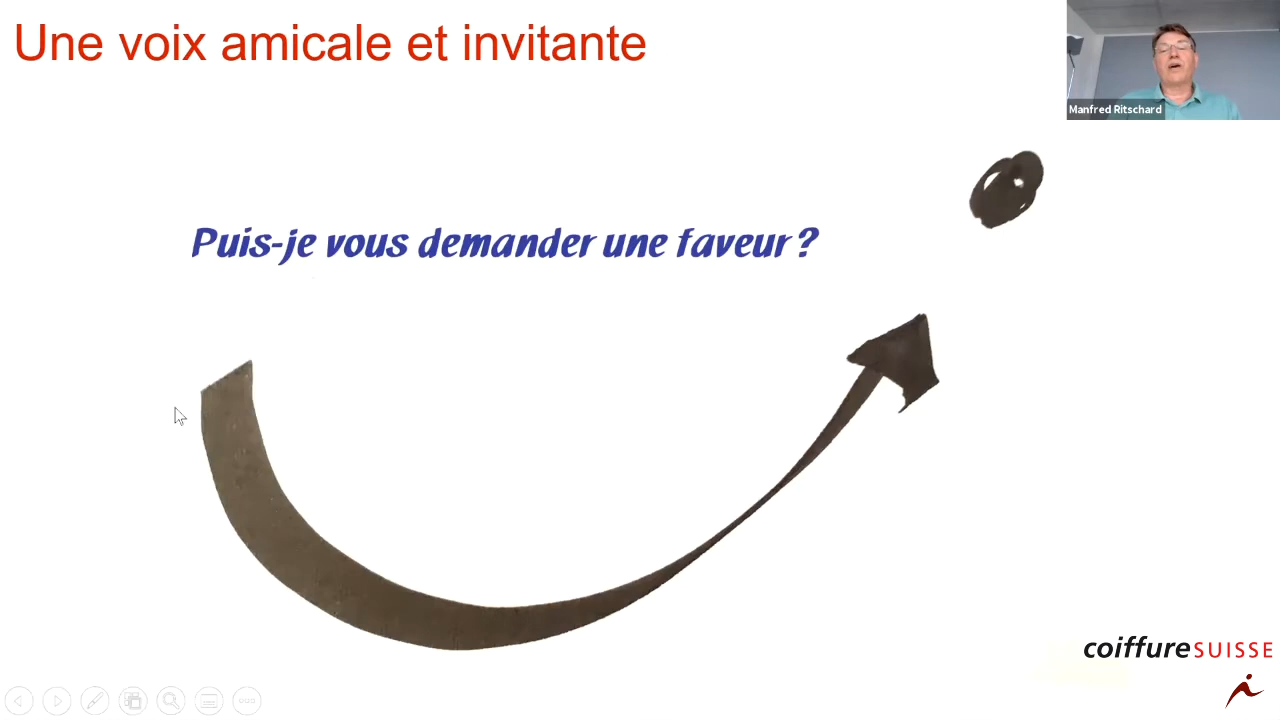 Une voix amicale et invitante
Manfred Ritschard
Puis-je vous demander une faveur ?
coiffureSUISSE